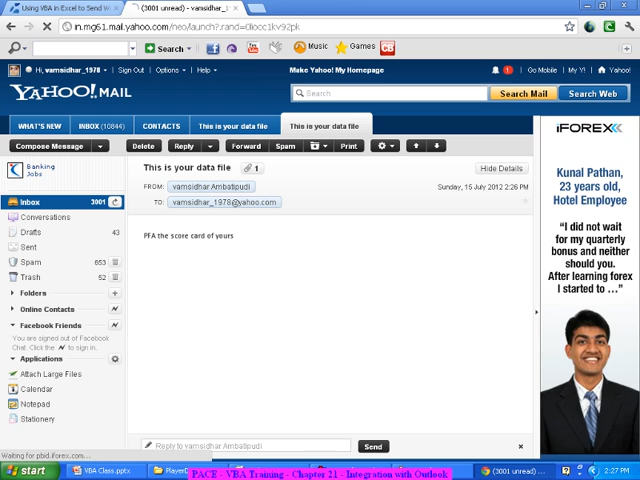 Using VBA in Excel to Send W
(3001 unread) - vamsidhar_1
in.mg61.mail.yahoo.com/neo/launch?.rand=0iocc1kv92pk
Search
Music
Games
CB
Hi, vamsidhar_1978
Sign Out
Options
Help
Make Yahoo! My Homepage
1
Go Mobile
My Y!
Yahoo!
YAHOO! MAIL
Search
Search Mail
Search Web
WHAT'S NEW
INBOX (10844)
CONTACTS
This is your data file
This is your data file
Compose Message
Delete
Reply
Forward
Spam
Print
Banking
Jobs
Inbox 3001
Conversations
Drafts 43
Sent
Spam 653
Trash 52
Folders
Online Contacts
Facebook Friends
You are signed out of Facebook
Chat. Click the to sign in.
Applications
Attach Large Files
Calendar
Notepad
Stationery
This is your data file
1
Hide Details
FROM: vamsidhar Ambatipudi
Sunday, 15 July 2012 2:26 PM
TO: vamsidhar_1978@yahoo.com
PFA the score card of yours
Reply to vamsidhar Ambatipudi
Send
iFOREX
Kunal Pathan,
23 years old,
Hotel Employee
“I did not wait
for my quarterly
bonus and neither
should you.
After learning forex
I started to ...”
Waiting for pbid.iforex.com...
start
VBA Class.pptx
PlayerD
PACE - VBA Training - Chapter 21 - Integration with Outlook
(3001 unread) -
2:27 PM